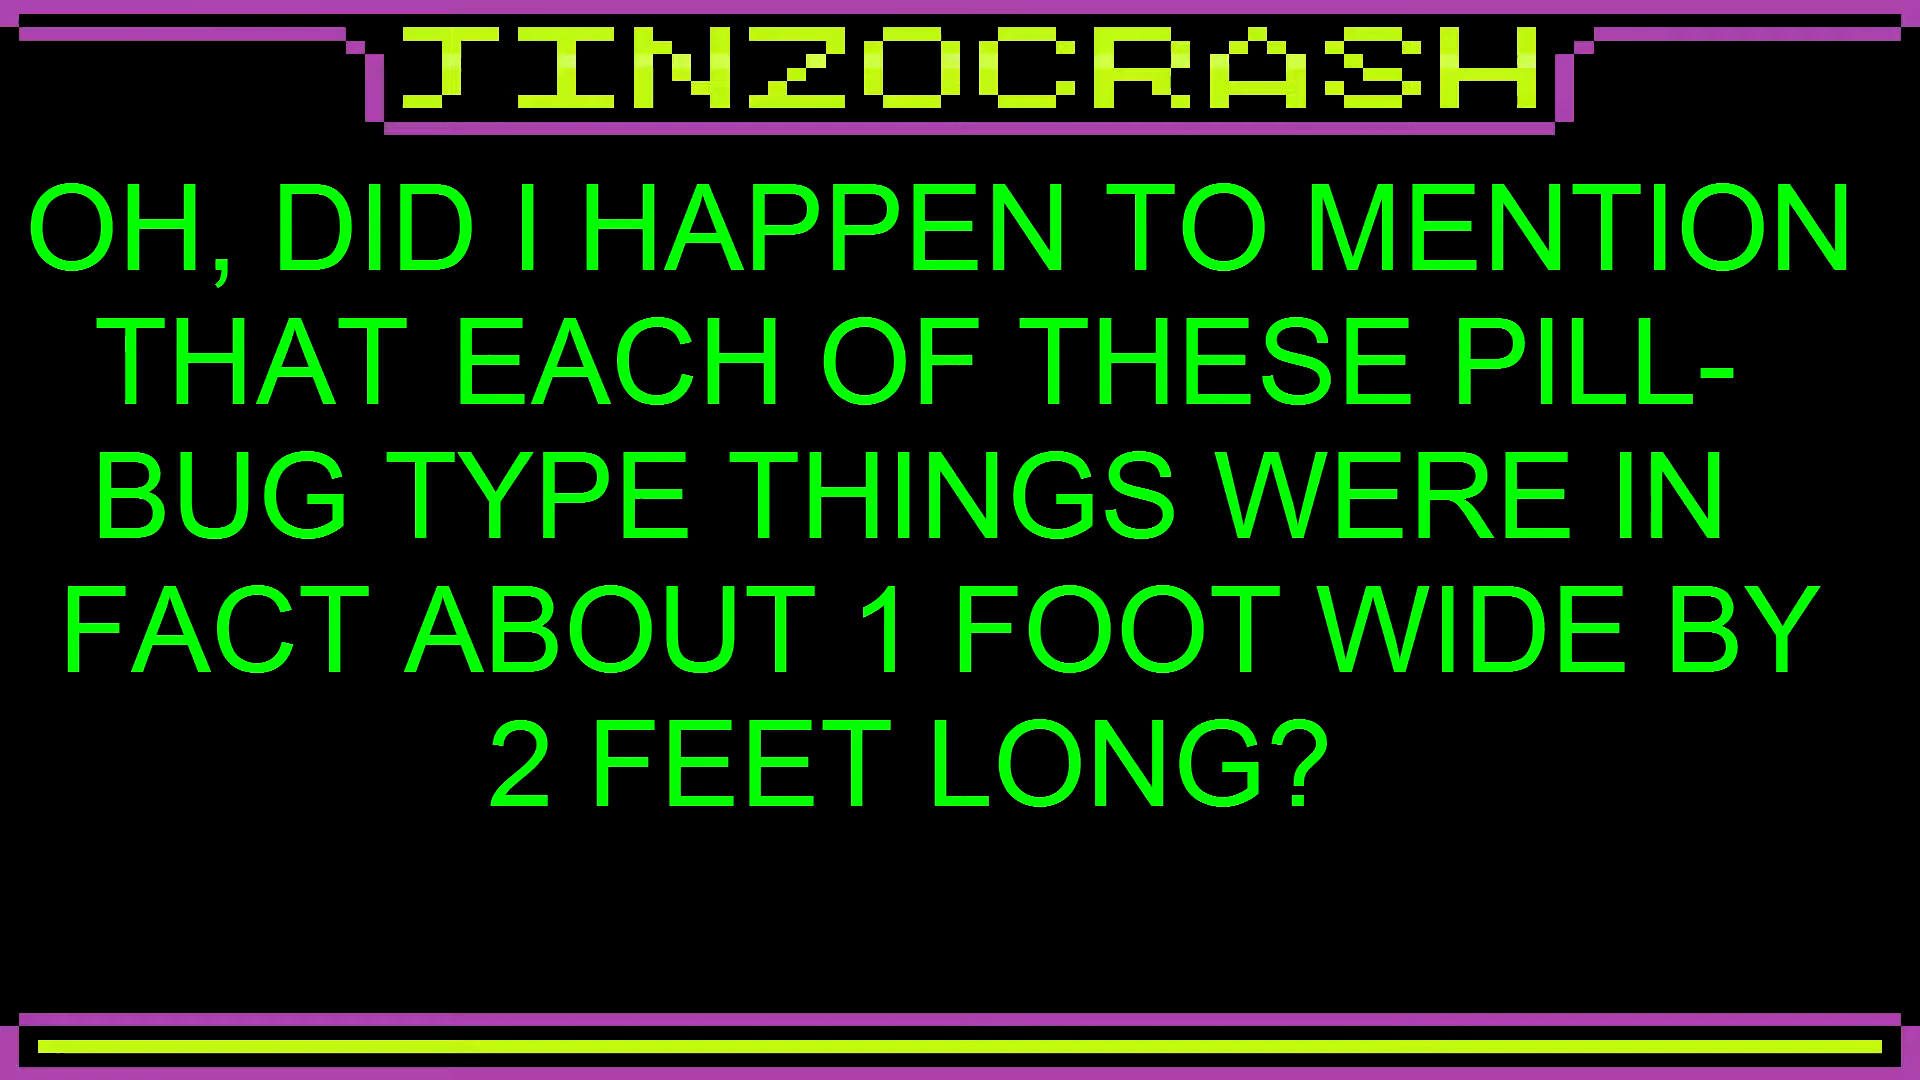 JINZOCRASH
OH, DID I HAPPEN TO MENTION
THAT EACH OF THESE PILL-
BUG TYPE THINGS WERE IN
FACT ABOUT 1 FOOT WIDE BY
2 FEET LONG?